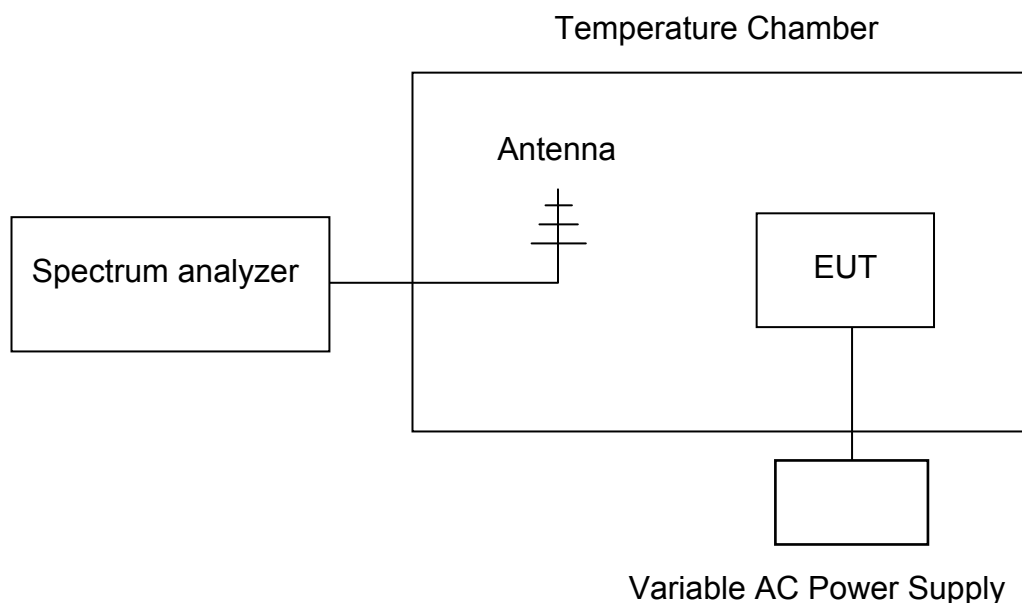 Temperature Chamber
Antenna
Spectrum analyzer
EUT
Variable AC Power Supply